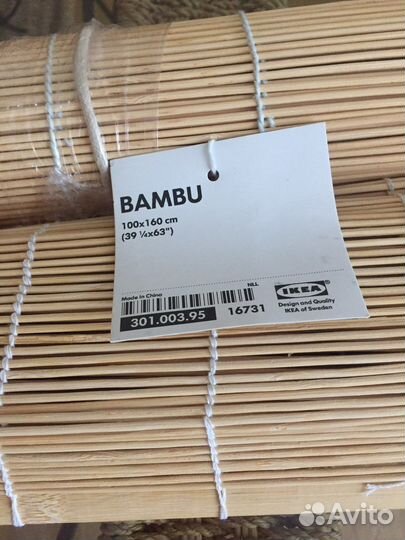 BAMBU
100x160 cm
(39 ¼x63")
NLL
Made in China
301.003.95
16731
IKEA
Design and Quality
IKEA of Sweden
Avito